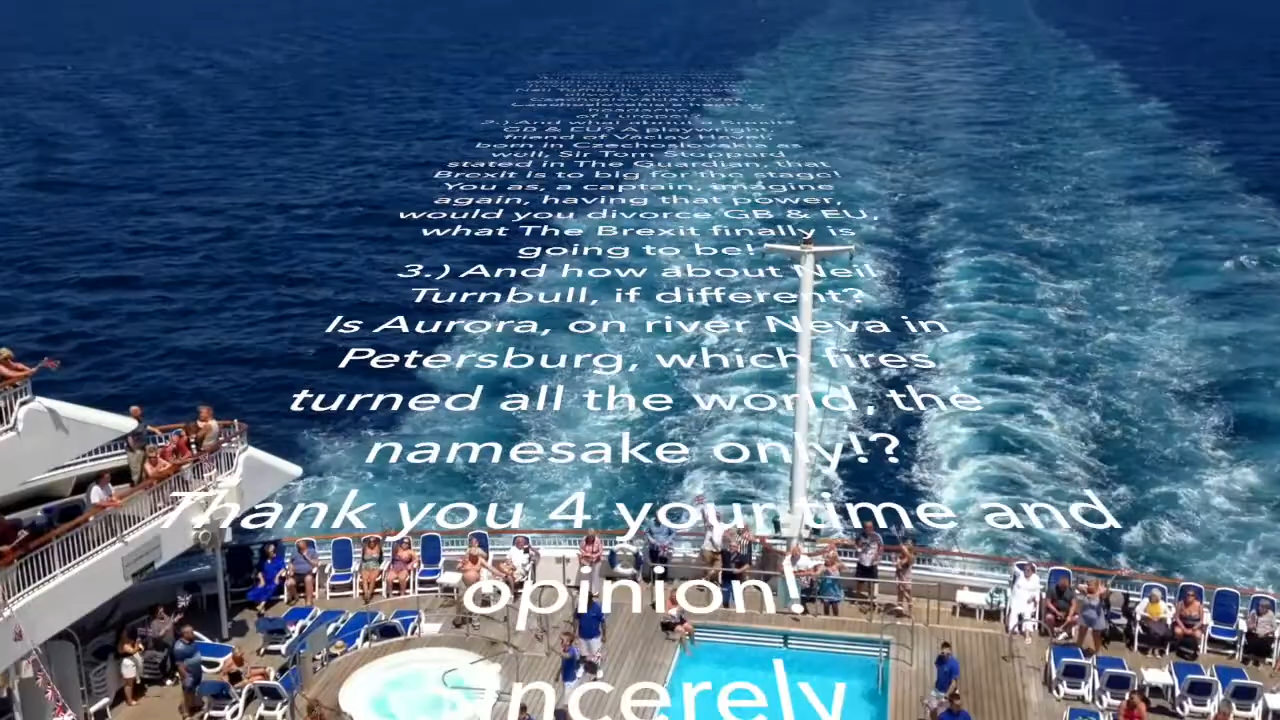 of Europe!?
2.) And what about a Brexit?
GB & EU? A playwright,
friend of Václav Havel,
born in Czechoslovakia as
well, Sir Tom Stoppard
stated in The Guardian, that
Brexit is to big for the stage!
You as, a captain, imagine
again, having that power,
would you divorce GB & EU,
what The Brexit finally is
going to be!
3.) And how about Neil
Turnbull, if different?
Is Aurora, on river Neva in
Petersburg, which fires
turned all the world, the
namesake only!?
Thank you 4 your time and
opinion!
Sincerely